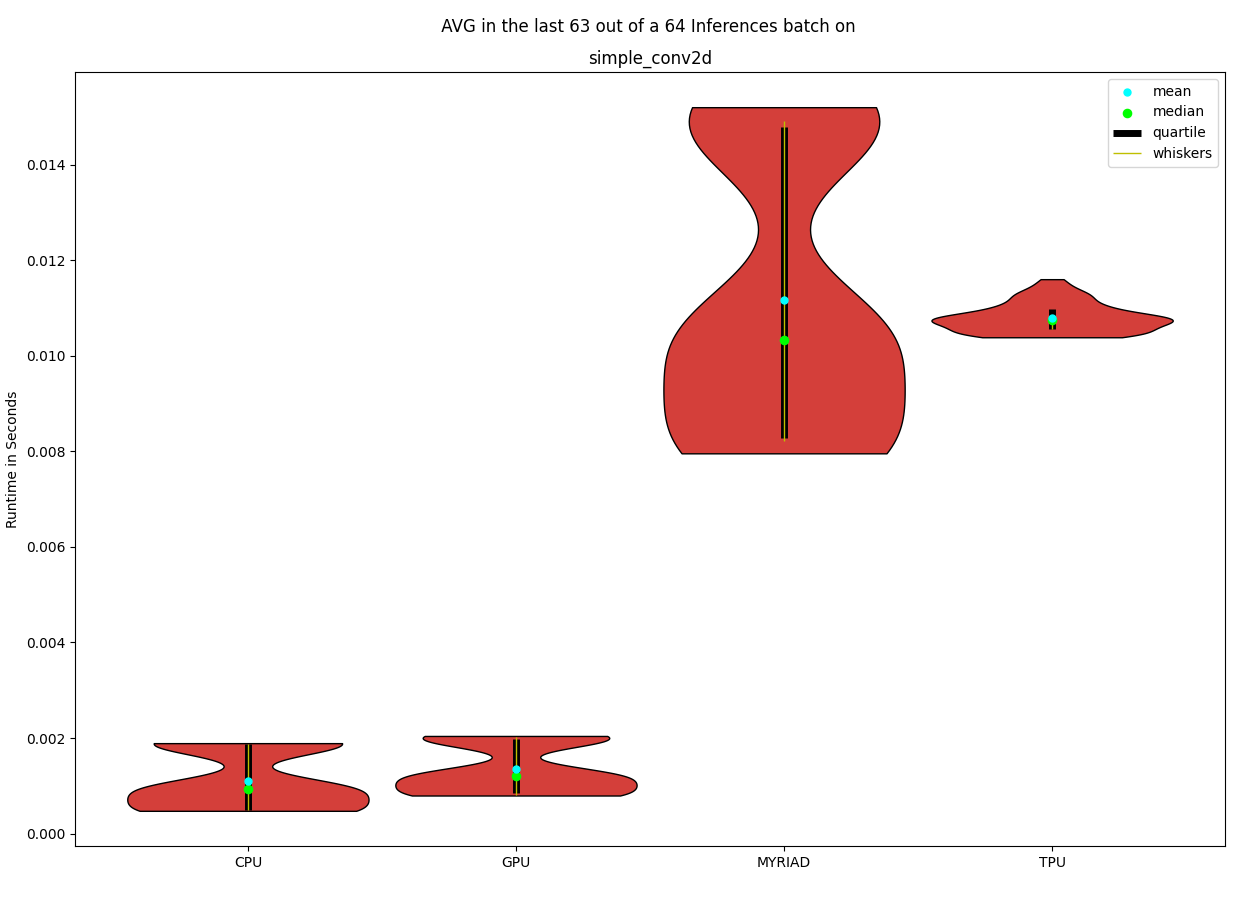 AVG in the last 63 out of a 64 Inferences batch on
simple_conv2d
mean
median
quartile
whiskers
Runtime in Seconds
0.014
0.012
0.010
0.008
0.006
0.004
0.002
0.000
CPU GPU MYRIAD TPU